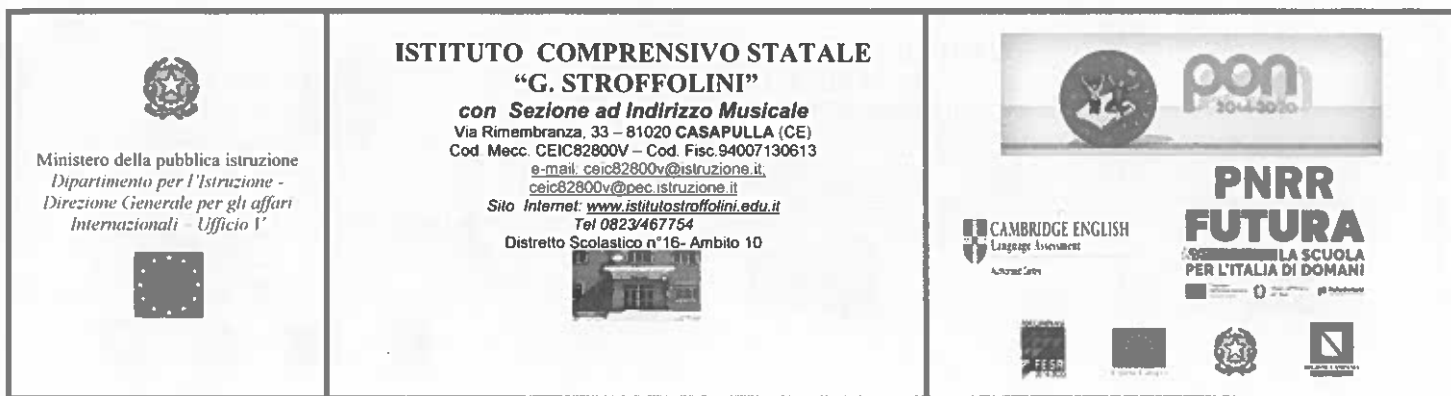 Ministero della pubblica istruzione
Dipartimento per l'Istruzione -
Direzione Generale per gli affari
Internazionali - Ufficio V
ISTITUTO COMPRENSIVO STATALE
“G. STROFFOLINI”
con Sezione ad Indirizzo Musicale
Via Rimembranza, 33 – 81020 CASAPULLA (CE)
Cod. Mecc. CEIC82800V – Cod. Fisc.94007130613
e-mail: ceic82800v@istruzione.it;
ceic82800v@pec.istruzione.it
Sito Internet: www.istitutostroffolini.edu.it
Tel 0823/467754
Distretto Scolastico n°16- Ambito 10
pon
2014-2020
CAMBRIDGE ENGLISH
Language Assessment
PNRR
FUTURA
LA SCUOLA
PER L'ITALIA DI DOMANI
FESR